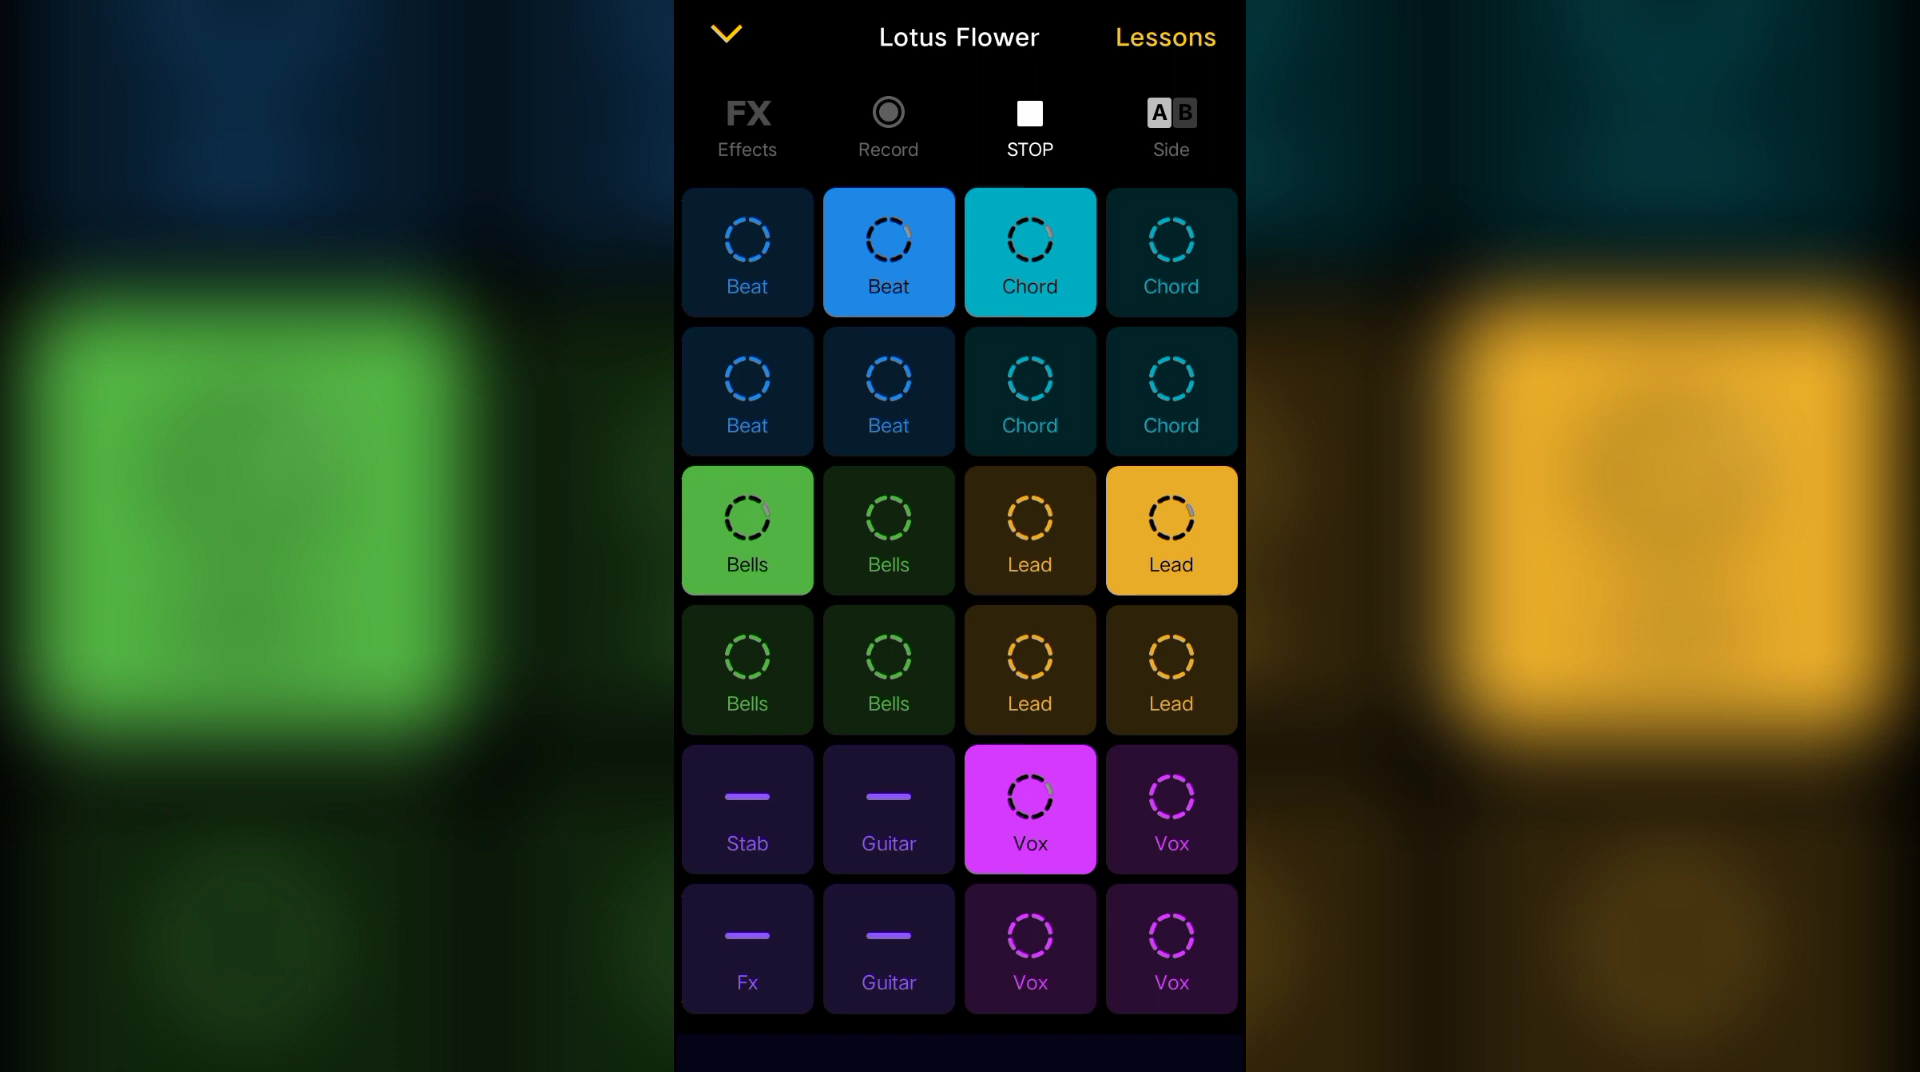 Lotus Flower Lessons
FX A B
Effects Record STOP Side
Beat Beat Chord Chord
Beat Beat Chord Chord
Bells Bells Lead Lead
Bells Bells Lead Lead
Stab Guitar Vox Vox
Fx Guitar Vox Vox